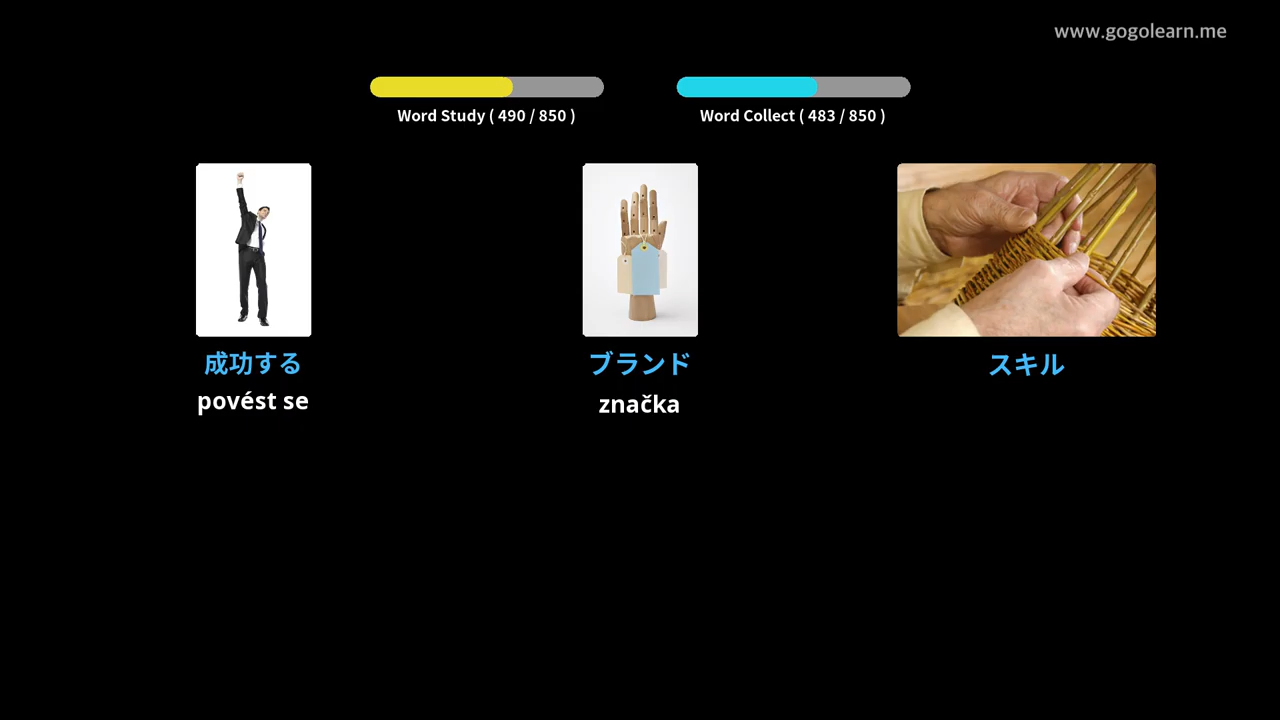 www.gogolearn.me
Word Study ( 490 / 850 )
Word Collect ( 483 / 850 )
成功する
povést se
ブランド
značka
スキル